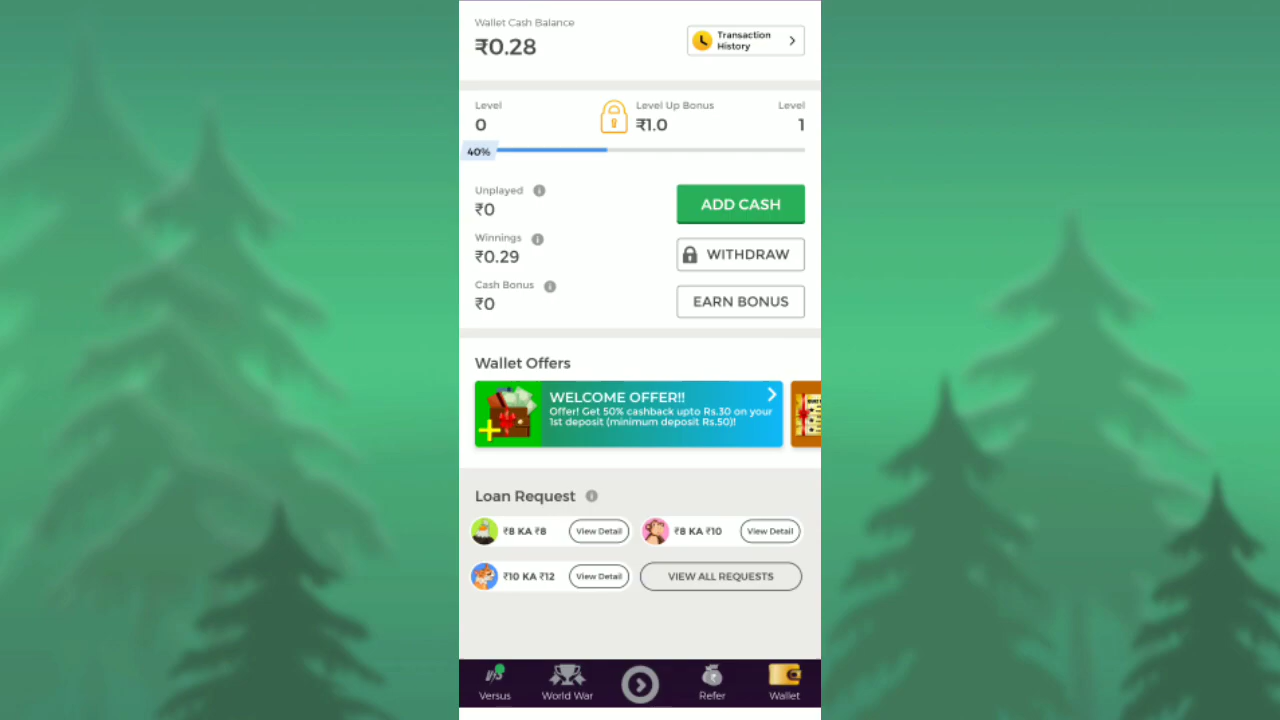 Wallet Cash Balance
₹0.28
Transaction
History
Level
0
Level Up Bonus
₹1.0
Level
1
40%
Unplayed
₹0
ADD CASH
Winnings
₹0.29
WITHDRAW
Cash Bonus
₹0
EARN BONUS
Wallet Offers
WELCOME OFFER!!
Offer! Get 50% cashback upto Rs.30 on your
1st deposit (minimum deposit Rs.50)!
Loan Request
₹8 KA ₹8
View Detail
₹8 KA ₹10
View Detail
₹10 KA ₹12
View Detail
VIEW ALL REQUESTS
Versus
World War
Refer
Wallet